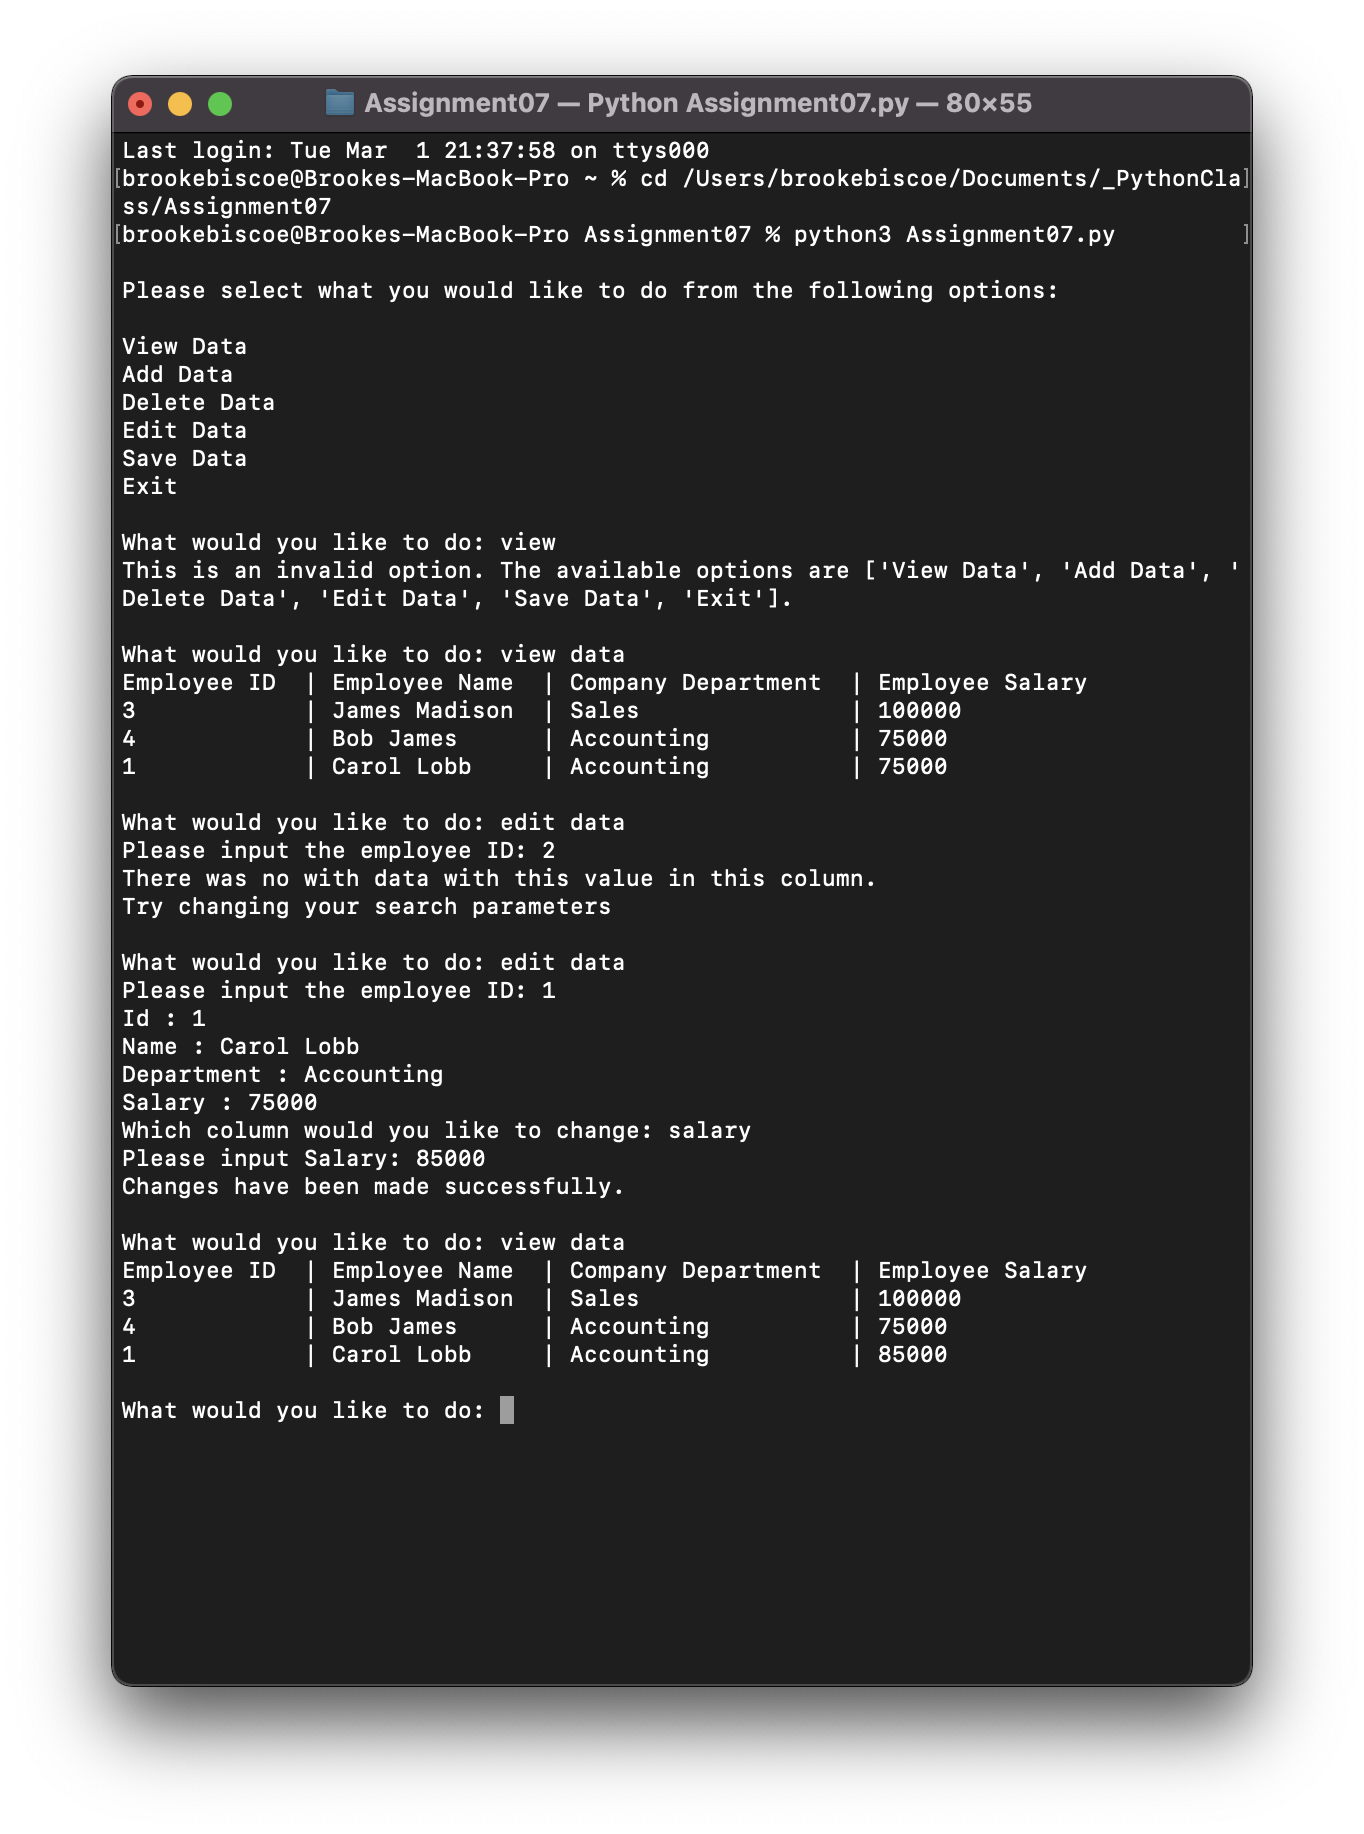 Assignment07 — Python Assignment07.py — 80×55
Last login: Tue Mar  1 21:37:58 on ttys000
[brookebiscoe@Brookes-MacBook-Pro ~ % cd /Users/brookebiscoe/Documents/_PythonCla]
ss/Assignment07
[brookebiscoe@Brookes-MacBook-Pro Assignment07 % python3 Assignment07.py         ]
Please select what you would like to do from the following options:
View Data
Add Data
Delete Data
Edit Data
Save Data
Exit
What would you like to do: view
This is an invalid option. The available options are ['View Data', 'Add Data', '
Delete Data', 'Edit Data', 'Save Data', 'Exit'].
What would you like to do: view data
Employee ID  | Employee Name  | Company Department  | Employee Salary
3            | James Madison  | Sales               | 100000
4            | Bob James      | Accounting          | 75000
1            | Carol Lobb     | Accounting          | 75000
What would you like to do: edit data
Please input the employee ID: 2
There was no with data with this value in this column.
Try changing your search parameters
What would you like to do: edit data
Please input the employee ID: 1
Id : 1
Name : Carol Lobb
Department : Accounting
Salary : 75000
Which column would you like to change: salary
Please input Salary: 85000
Changes have been made successfully.
What would you like to do: view data
Employee ID  | Employee Name  | Company Department  | Employee Salary
3            | James Madison  | Sales               | 100000
4            | Bob James      | Accounting          | 75000
1            | Carol Lobb     | Accounting          | 85000
What would you like to do: